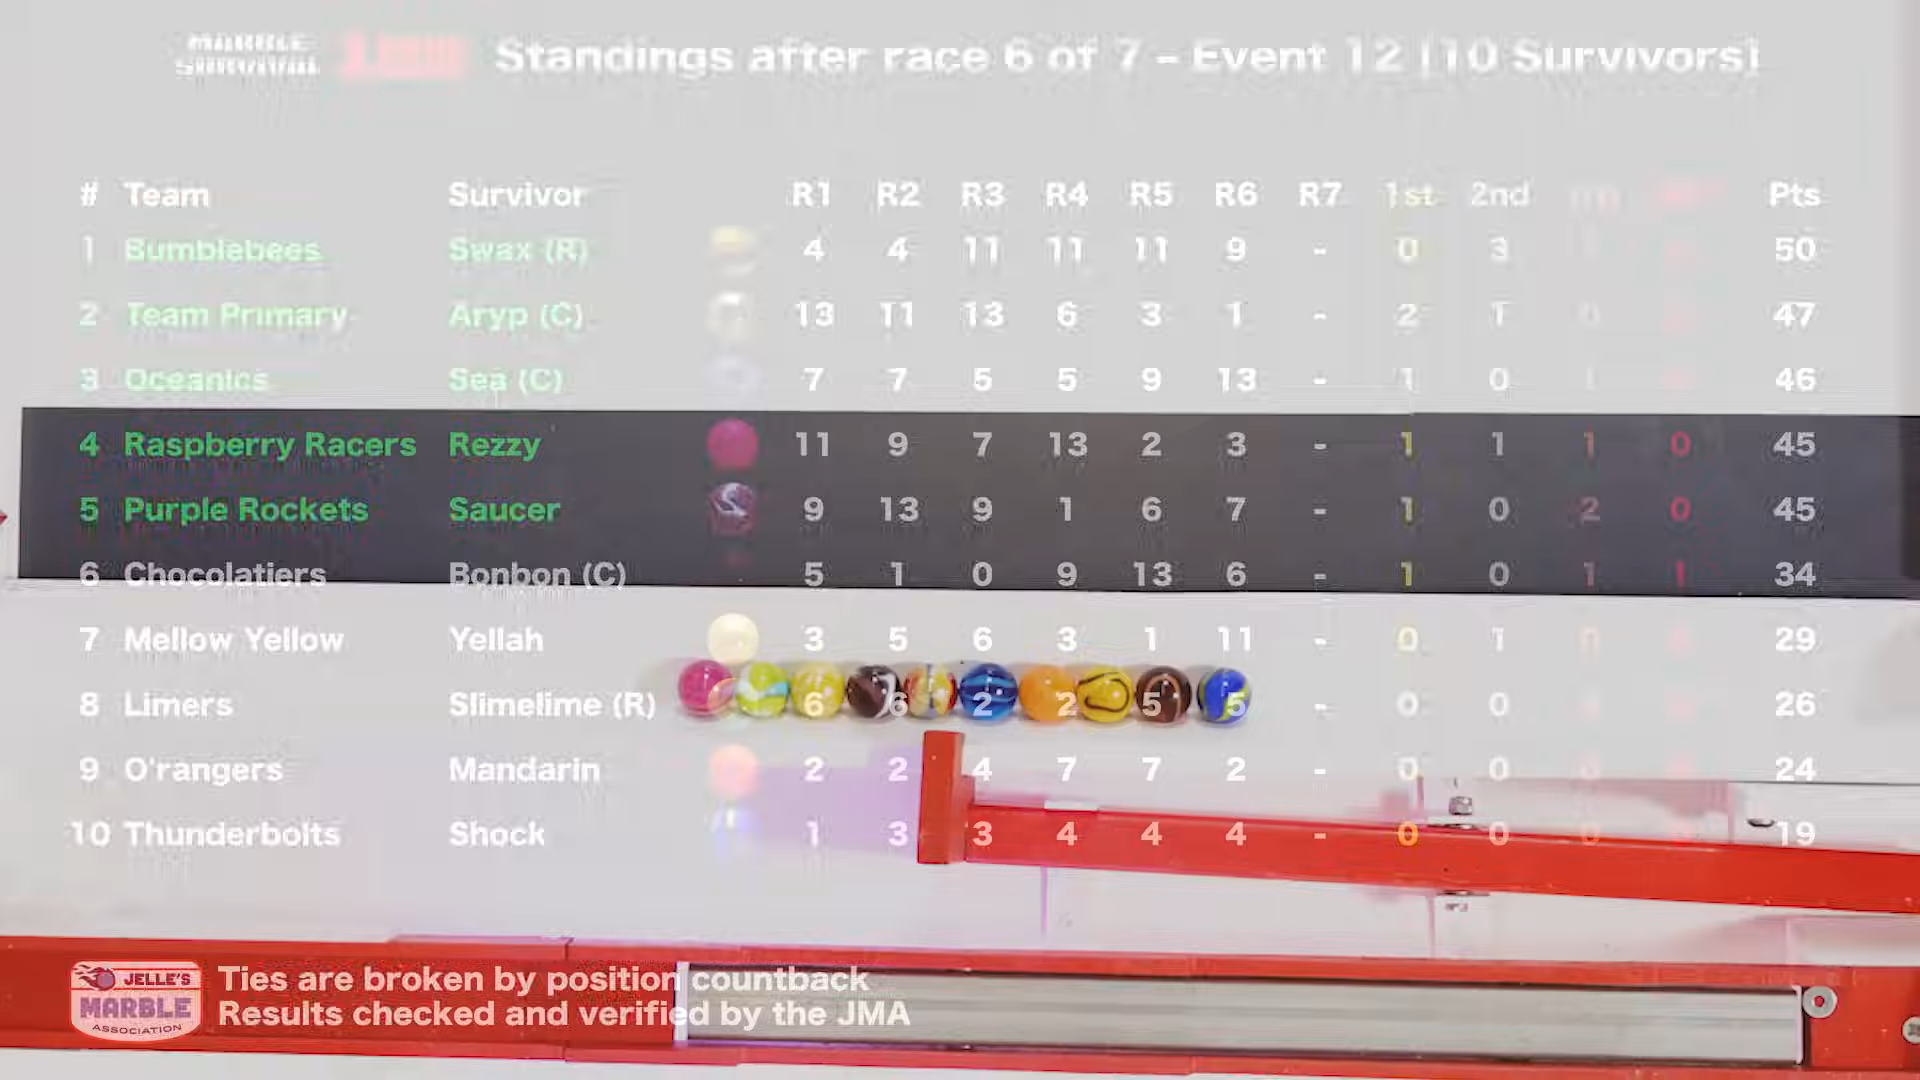 MARBLE
SURVIVAL
Standings after race 6 of 7 – Event 12 [10 Survivors]
# Team Survivor R1 R2 R3 R4 R5 R6 R7 1st 2nd Pts
1 Bumblebees Swax (R) 4 4 11 11 11 9 - 0 3 50
2 Team Primary Aryp (C) 13 11 13 6 3 1 - 2 1 0 47
3 Oceanics Sea (C) 7 7 5 5 9 13 - 1 0 1 46
4 Raspberry Racers Rezzy 11 9 7 13 2 3 - 1 1 1 0 45
5 Purple Rockets Saucer 9 13 9 1 6 7 - 1 0 2 0 45
6 Chocolatiers Bonbon (C) 5 1 0 9 13 6 - 1 0 1 1 34
7 Mellow Yellow Yellah 3 5 6 3 1 11 - 0 1 0 29
8 Limers Slimelime (R) 6 6 2 2 5 5 - 0 0 26
9 O'rangers Mandarin 2 2 4 7 7 2 - 0 0 24
10 Thunderbolts Shock 1 3 3 4 4 4 - 0 0 0 19
JELLE'S
MARBLE
ASSOCIATION
Ties are broken by position countback
Results checked and verified by the JMA